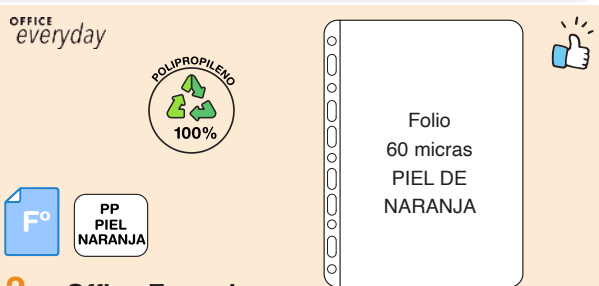 OFFICE
everyday
POLIPROPILENO
100%
Folio
60 micras
PIEL DE
NARANJA
Fº
PP
PIEL
NARANJA